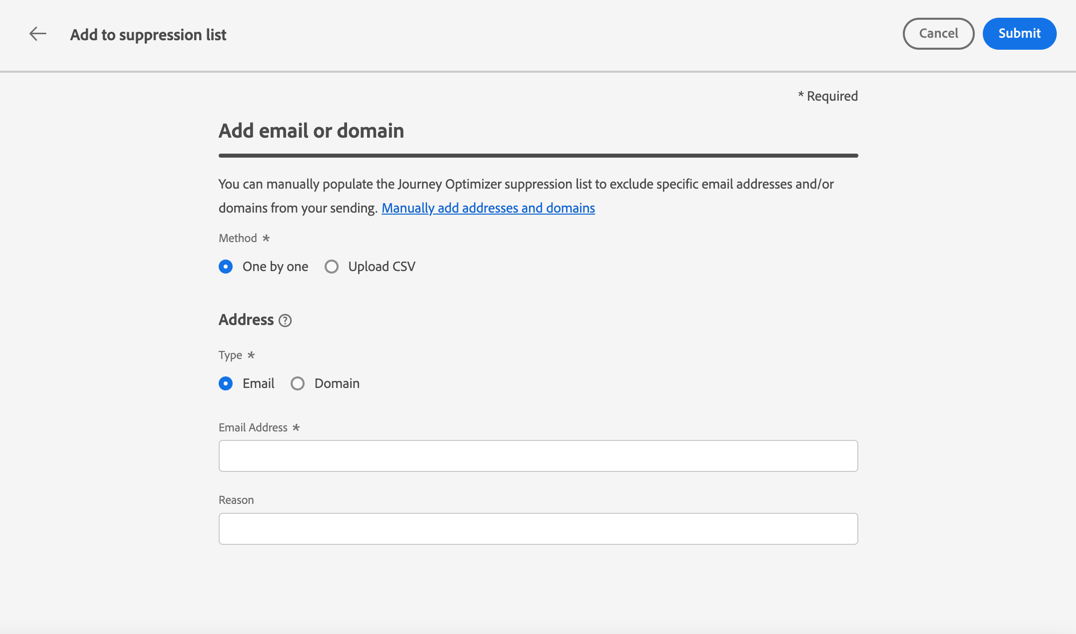 Add to suppression list
Cancel
Submit
* Required
Add email or domain
You can manually populate the Journey Optimizer suppression list to exclude specific email addresses and/or
domains from your sending. Manually add addresses and domains
Method *
One by one
Upload CSV
Address ?
Type *
Email
Domain
Email Address *
Reason